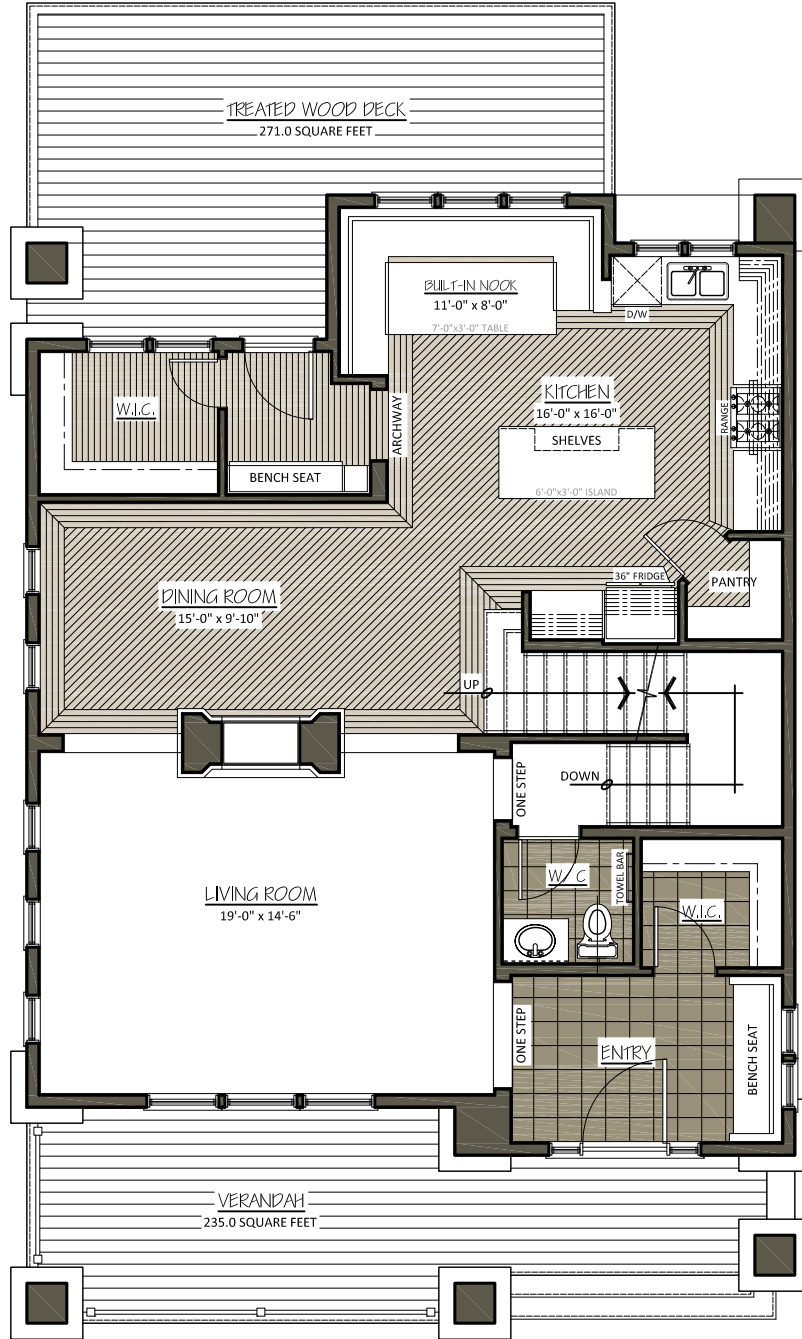 TREATED WOOD DECK
271.0 SQUARE FEET
BUILT-IN NOOK
11'-0" x 8'-0"
7'-0"x3'-0" TABLE
D/W
W.I.C.
ARCHWAY
KITCHEN
16'-0" x 16'-0"
RANGE
SHELVES
6'-0"x3'-0" ISLAND
BENCH SEAT
DINING ROOM
15'-0" x 9'-10"
36" FRIDGE
PANTRY
UP
DOWN
ONE STEP
LIVING ROOM
19'-0" x 14'-6"
W C
TOWEL BAR
W.I.C.
ONE STEP
ENTRY
BENCH SEAT
VERANDAH
235.0 SQUARE FEET